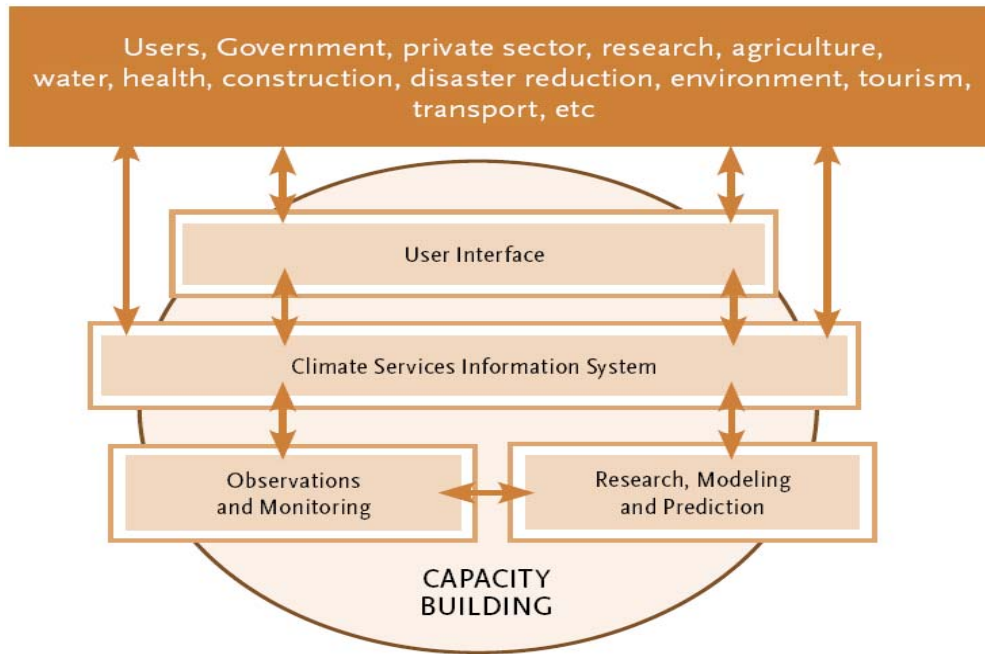 Users, Government, private sector, research, agriculture,
water, health, construction, disaster reduction, environment, tourism,
transport, etc
User Interface
Climate Services Information System
Observations
and Monitoring
Research, Modeling
and Prediction
CAPACITY
BUILDING